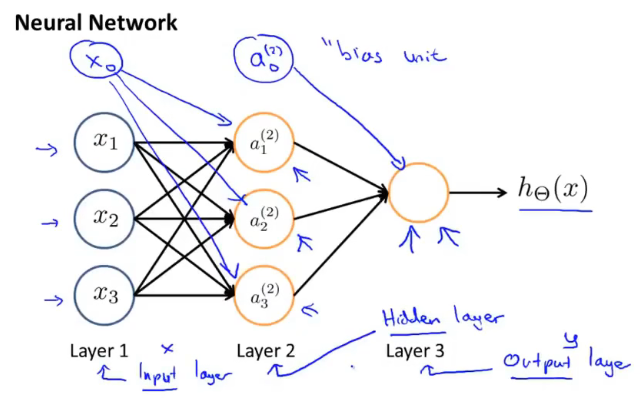 Neural Network
x₀ a₀⁽²⁾ "bias unit
x₁ a₁⁽²⁾
x₂ a₂⁽²⁾ hΘ(x)
x₃ a₃⁽²⁾
Hidden layer
Layer 1 x Layer 2 Layer 3 y
Input layer Output laye